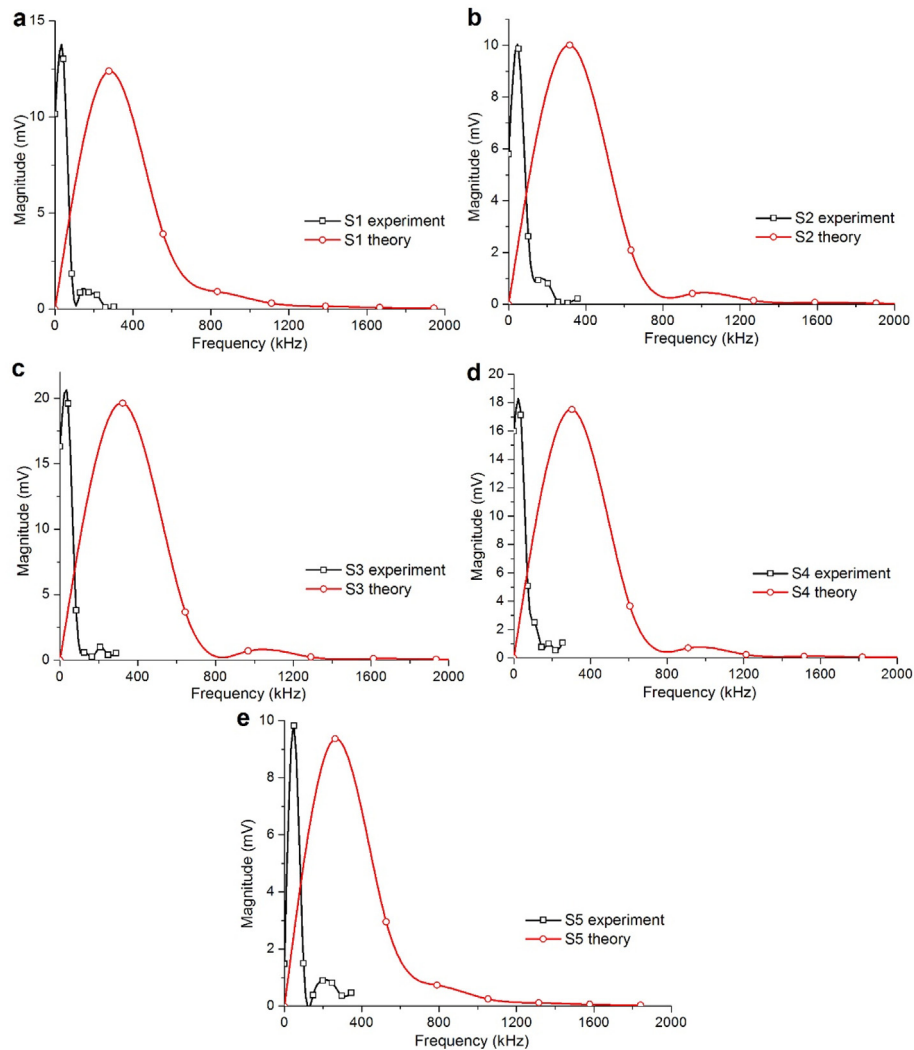 a
15
10
5
0
Magnitude (mV)
S1 experiment
S1 theory
0 400 800 1200 1600 2000
Frequency (kHz)
b
10
8
6
4
2
0
Magnitude (mV)
S2 experiment
S2 theory
0 400 800 1200 1600 2000
Frequency (kHz)
c
20
15
10
5
0
Magnitude (mV)
S3 experiment
S3 theory
0 400 800 1200 1600 2000
Frequency (kHz)
d
20
18
16
14
12
10
8
6
4
2
0
Magnitude (mV)
S4 experiment
S4 theory
0 400 800 1200 1600 2000
Frequency (kHz)
e
10
8
6
4
2
0
Magnitude (mV)
S5 experiment
S5 theory
0 400 800 1200 1600 2000
Frequency (kHz)